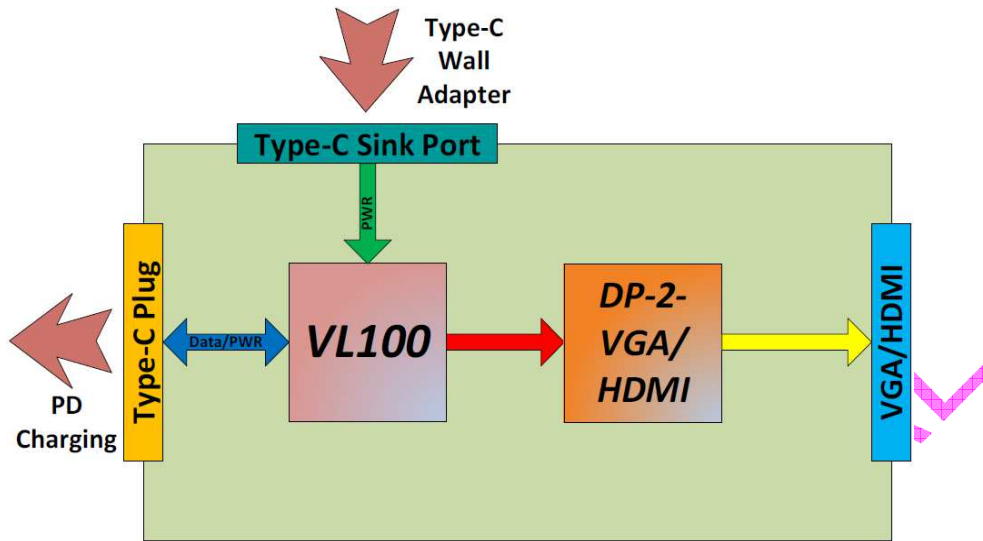 Type-C
Wall
Adapter
Type-C Sink Port
PWR
Type-C Plug
Data/PWR
VL100
DP-2-
VGA/
HDMI
VGA/HDMI
PD
Charging